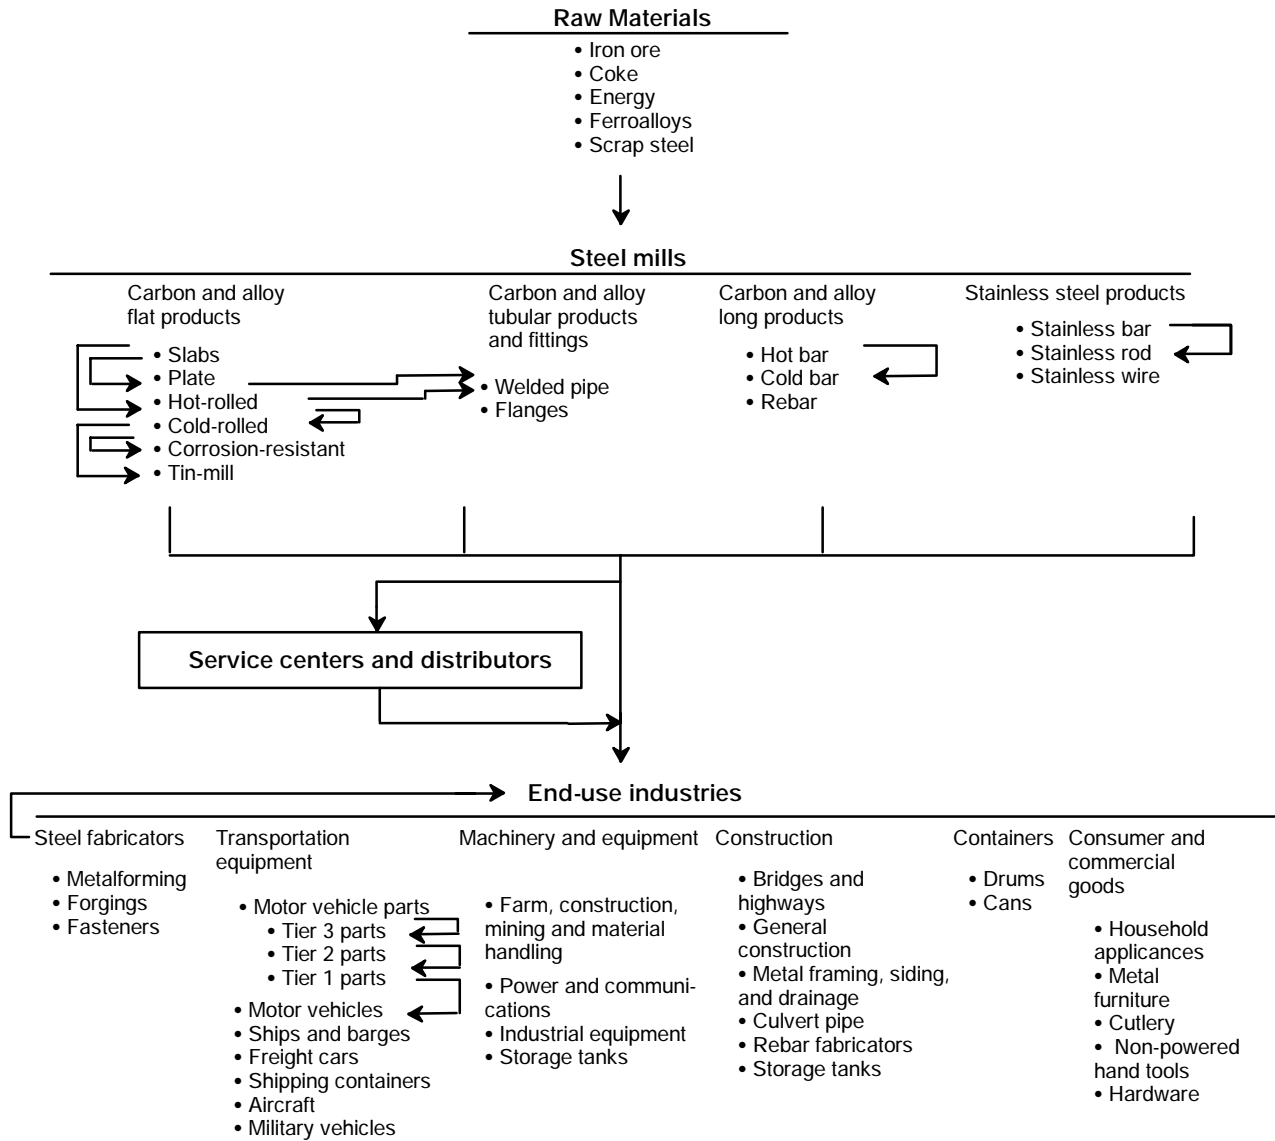 Raw Materials
• Iron ore
• Coke
• Energy
• Ferroalloys
• Scrap steel
Steel mills
Carbon and alloy
flat products
• Slabs
• Plate
• Hot-rolled
• Cold-rolled
• Corrosion-resistant
• Tin-mill
Carbon and alloy
tubular products
and fittings
• Welded pipe
• Flanges
Carbon and alloy
long products
• Hot bar
• Cold bar
• Rebar
Stainless steel products
• Stainless bar
• Stainless rod
• Stainless wire
Service centers and distributors
End-use industries
Steel fabricators
• Metalforming
• Forgings
• Fasteners
Transportation
equipment
• Motor vehicle parts
• Tier 3 parts
• Tier 2 parts
• Tier 1 parts
• Motor vehicles
• Ships and barges
• Freight cars
• Shipping containers
• Aircraft
• Military vehicles
Machinery and equipment
• Farm, construction,
mining and material
handling
• Power and communi-
cations
• Industrial equipment
• Storage tanks
Construction
• Bridges and
highways
• General
construction
• Metal framing, siding,
and drainage
• Culvert pipe
• Rebar fabricators
• Storage tanks
Containers
• Drums
• Cans
Consumer and
commercial
goods
• Household
applicances
• Metal
furniture
• Cutlery
• Non-powered
hand tools
• Hardware